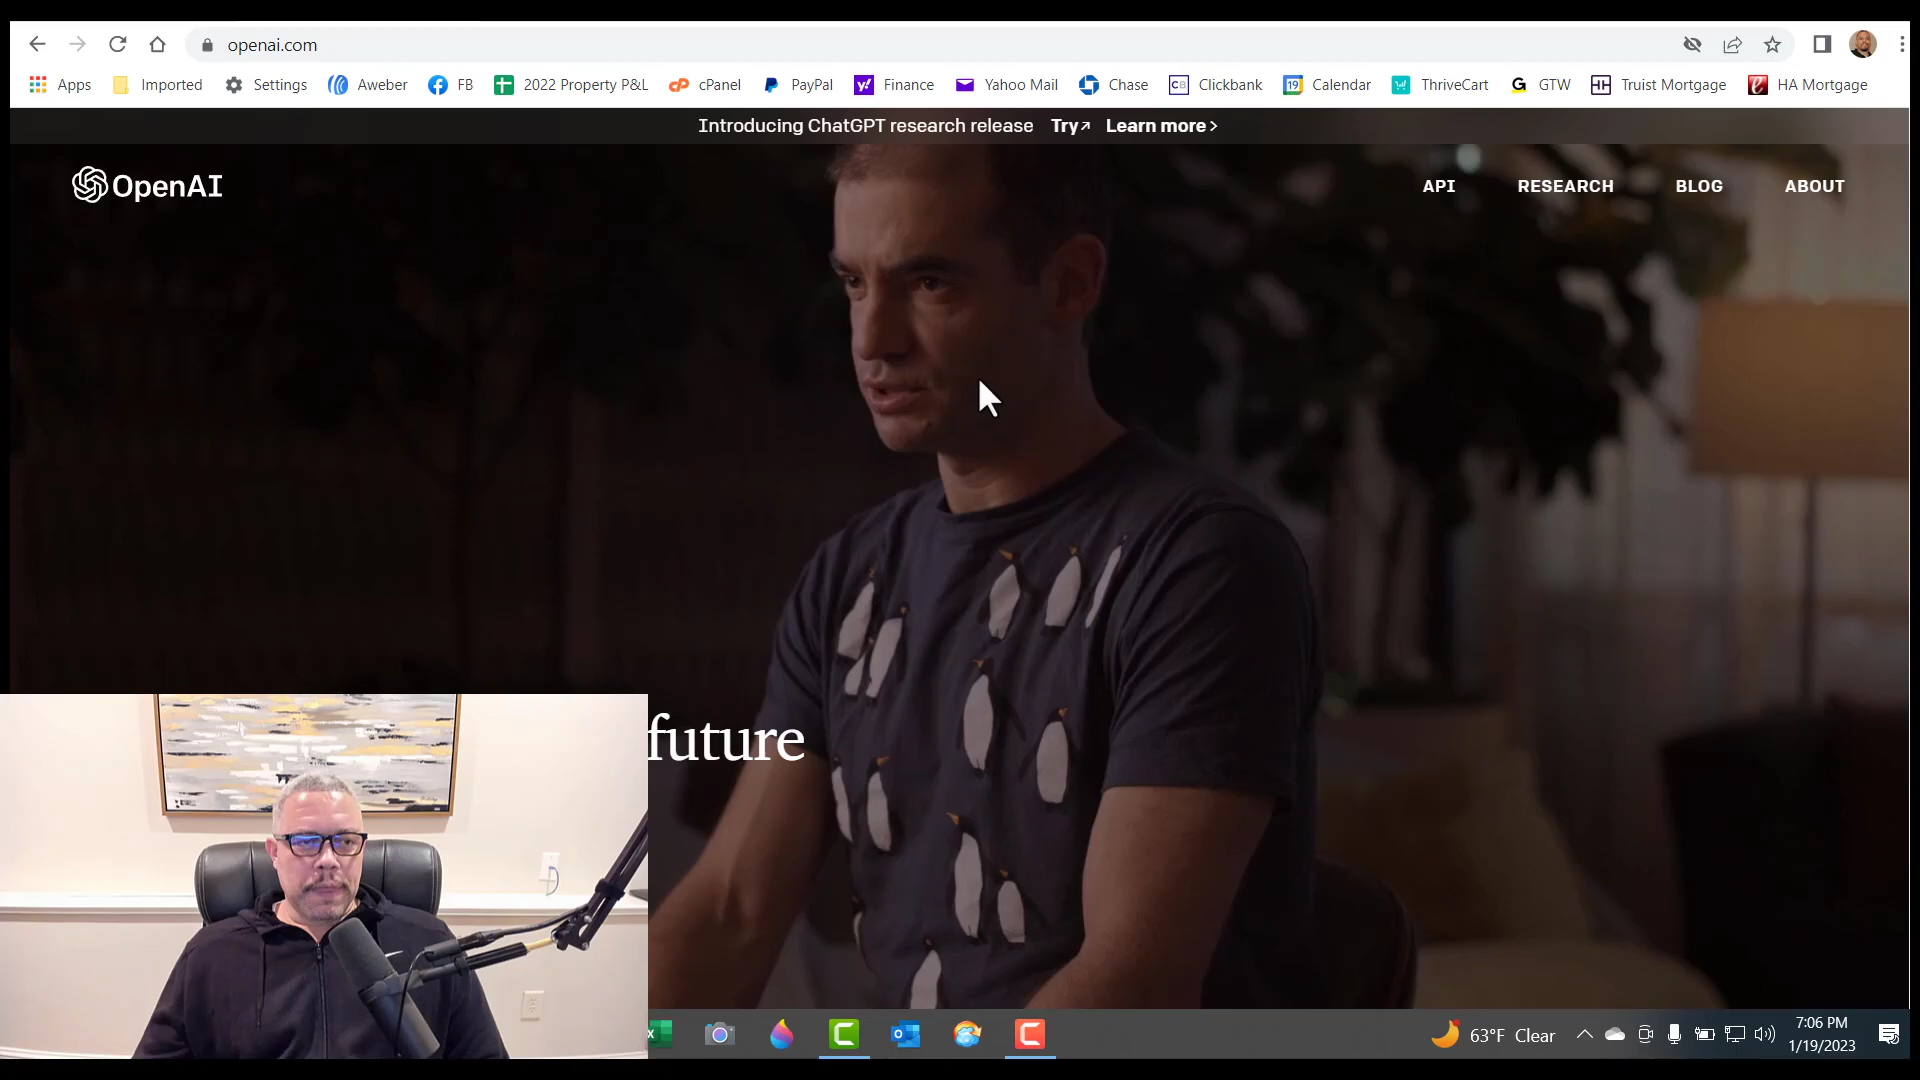 openai.com
Apps Imported Settings Aweber FB 2022 Property P&L cPanel PayPal Finance Yahoo Mail Chase Clickbank Calendar ThriveCart GTW Truist Mortgage HA Mortgage
Introducing ChatGPT research release Try↗ Learn more >
OpenAI API RESEARCH BLOG ABOUT
future
63°F Clear
7:06 PM
1/19/2023